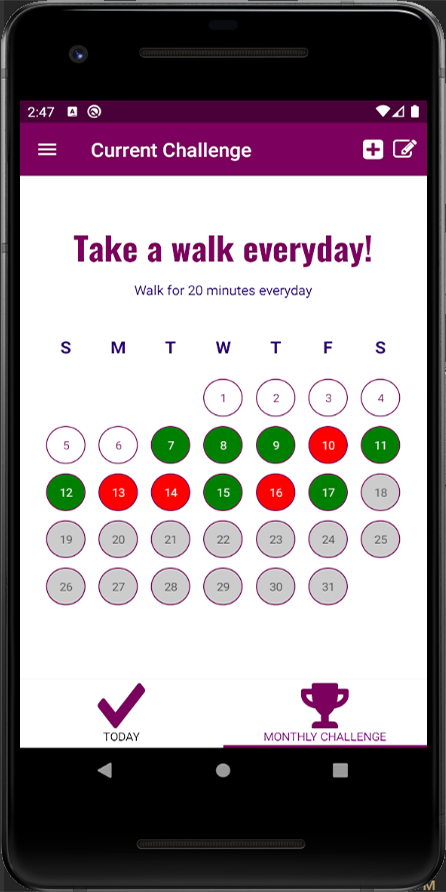 2:47
Current Challenge
Take a walk everyday!
Walk for 20 minutes everyday
S M T W T F S
1 2 3 4
5 6 7 8 9 10 11
12 13 14 15 16 17 18
19 20 21 22 23 24 25
26 27 28 29 30 31
TODAY MONTHLY CHALLENGE